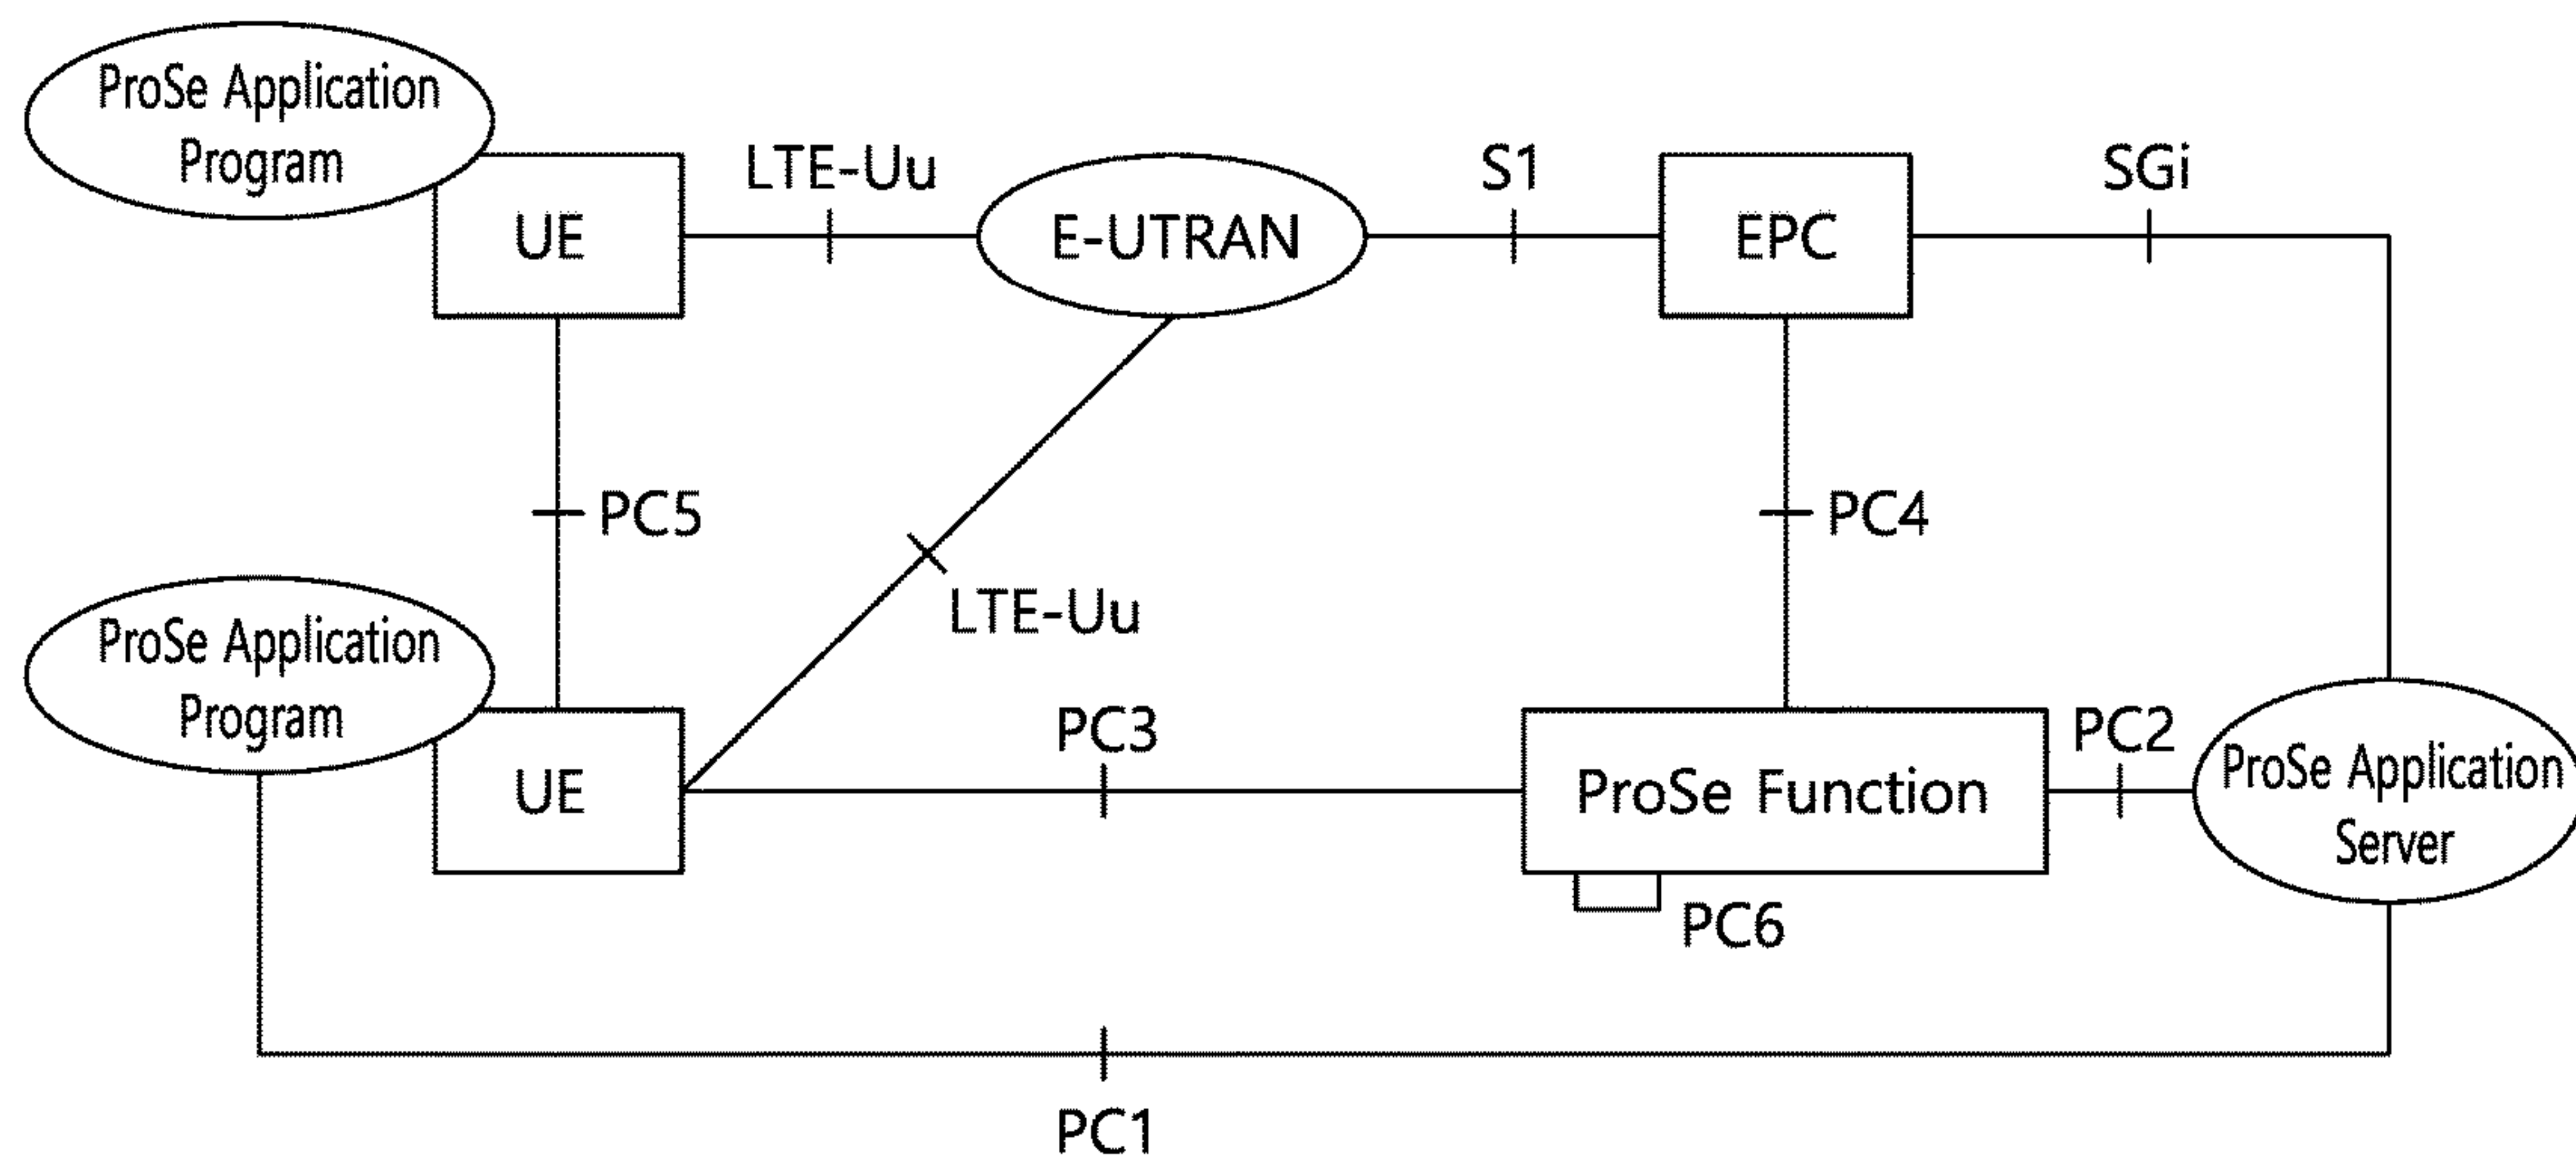 ProSe Application
Program
UE
LTE-Uu
E-UTRAN
S1
EPC
SGi
PC5
LTE-Uu
PC4
ProSe Application
Program
UE
PC3
ProSe Function
PC2
ProSe Application
Server
PC6
PC1